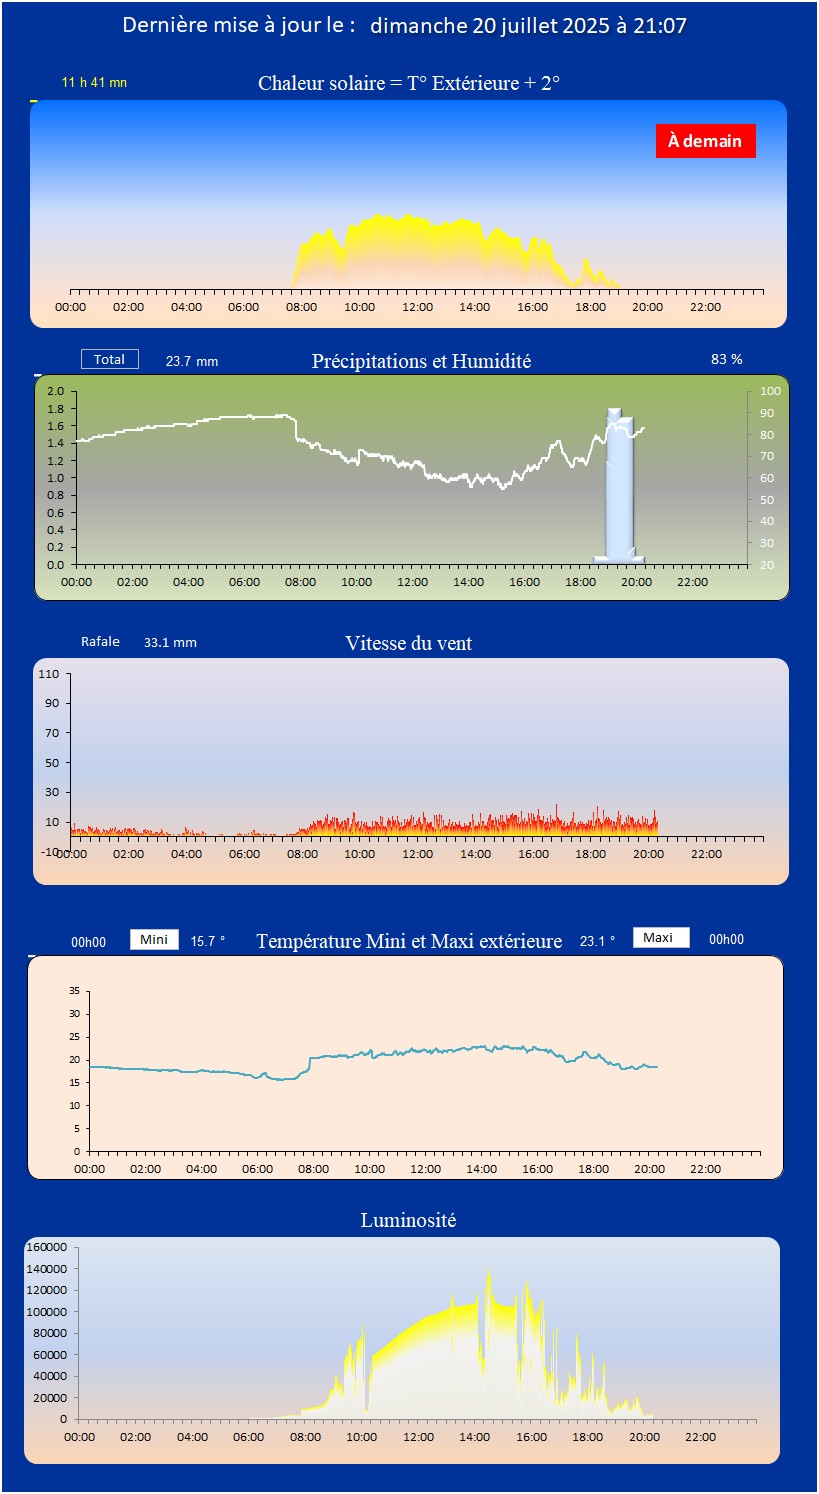 Dernière mise à jour le : dimanche 20 juillet 2025 à 21:07
11 h 41 mn Chaleur solaire = T° Extérieure + 2°
À demain
00:00 02:00 04:00 06:00 08:00 10:00 12:00 14:00 16:00 18:00 20:00 22:00
Total 23.7 mm Précipitations et Humidité 83 %
2.0 100
1.8 90
1.6 80
1.4 70
1.2 60
1.0 50
0.8 40
0.6 30
0.4 20
0.2
0.0
00:00 02:00 04:00 06:00 08:00 10:00 12:00 14:00 16:00 18:00 20:00 22:00
Rafale 33.1 mm Vitesse du vent
110
90
70
50
30
10
-10
00:00 02:00 04:00 06:00 08:00 10:00 12:00 14:00 16:00 18:00 20:00 22:00
00h00 Mini 15.7 ° Température Mini et Maxi extérieure 23.1 ° Maxi 00h00
35
30
25
20
15
10
5
0
00:00 02:00 04:00 06:00 08:00 10:00 12:00 14:00 16:00 18:00 20:00 22:00
Luminosité
160000
140000
120000
100000
80000
60000
40000
20000
0
00:00 02:00 04:00 06:00 08:00 10:00 12:00 14:00 16:00 18:00 20:00 22:00